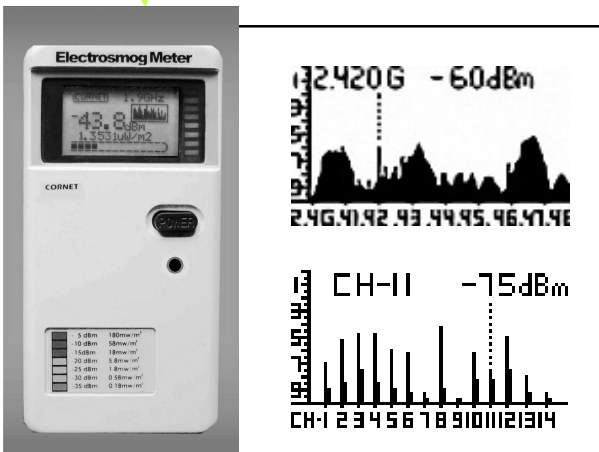 Electrosmog Meter
CORNET 1.9GHz
-43.8dBm
1.3531uW/m2
CORNET
POWER
- 5 dBm 180mw/m²
-10 dBm 58mw/m²
-15dBm 18mw/m²
-20 dBm 5.8mw/m²
-25 dBm 1.8mw/m²
-30 dBm 0.58mw/m²
-35 dBm 0.18mw/m²
2.420G -60dBm
2.4G.41.42.43.44.45.46.47.48
CH-11 -75dBm
CH-1 2 3 4 5 6 7 8 9 10 11 12 13 14